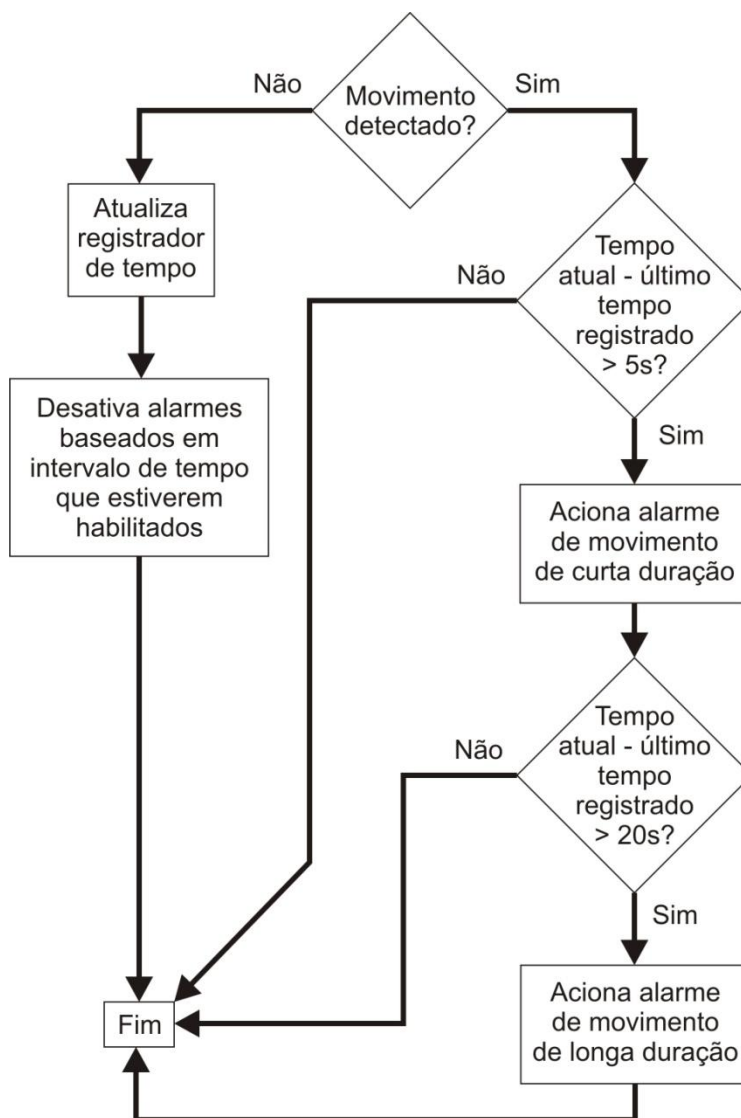 Movimento
detectado?
Não
Sim
Atualiza
registrador
de tempo
Desativa alarmes
baseados em
intervalo de tempo
que estiverem
habilitados
Tempo
atual - último
tempo
registrado
> 5s?
Não
Sim
Aciona alarme
de movimento
de curta duração
Tempo
atual - último
tempo
registrado
> 20s?
Não
Sim
Aciona alarme
de movimento
de longa duração
Fim